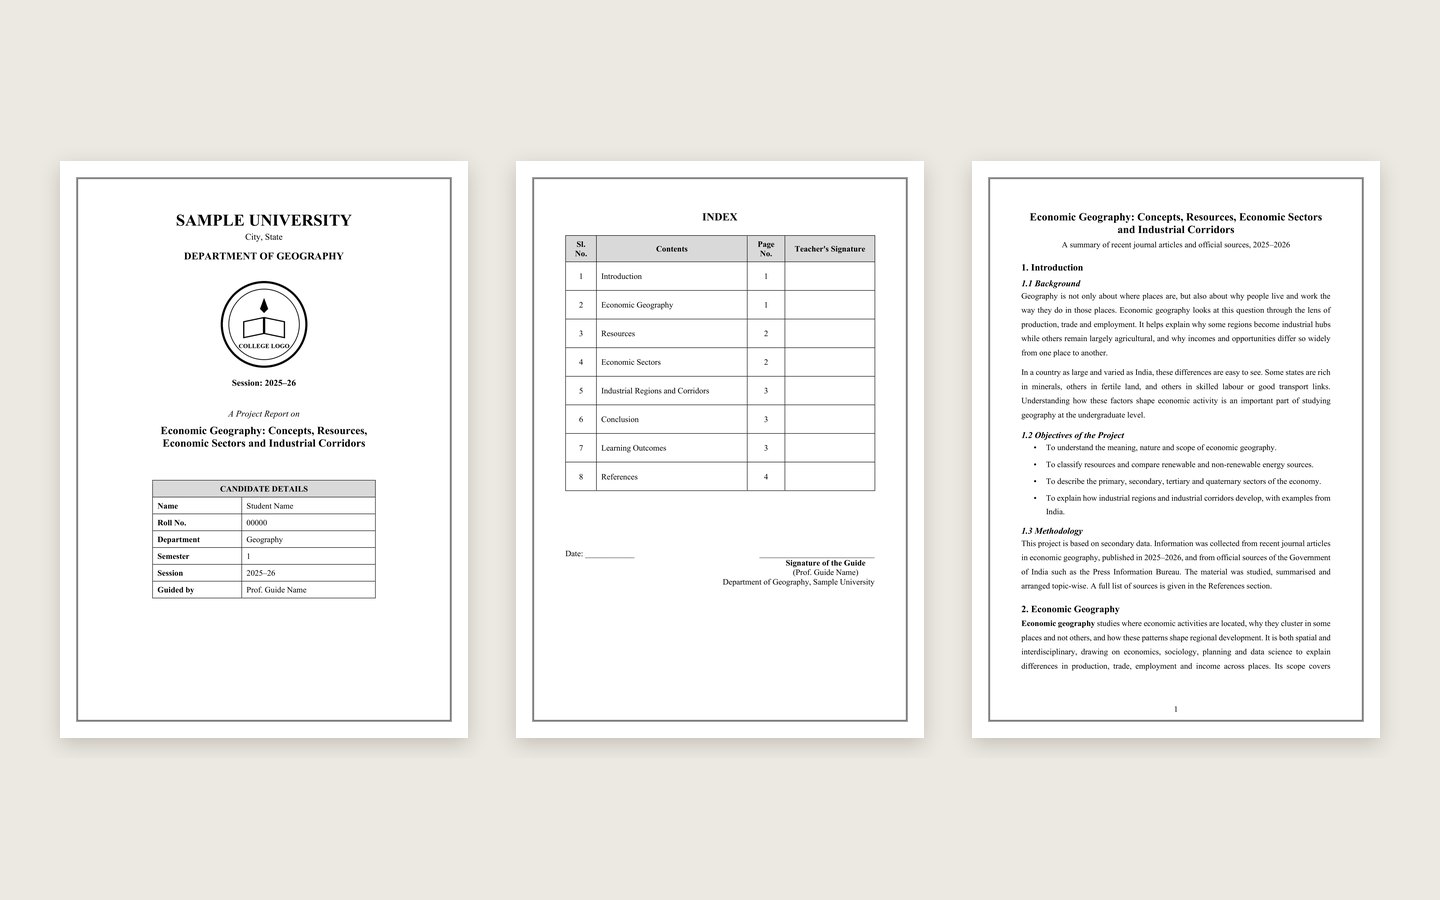 SAMPLE UNIVERSITY
City, State
DEPARTMENT OF GEOGRAPHY
COLLEGE LOGO
Session: 2025–26
A Project Report on
Economic Geography: Concepts, Resources,
Economic Sectors and Industrial Corridors
CANDIDATE DETAILS
Name Student Name
Roll No. 00000
Department Geography
Semester 1
Session 2025–26
Guided by Prof. Guide Name
INDEX
Sl. No. Contents Page No. Teacher's Signature
1 Introduction 1
2 Economic Geography 1
3 Resources 2
4 Economic Sectors 2
5 Industrial Regions and Corridors 3
6 Conclusion 3
7 Learning Outcomes 3
8 References 4
Date: ____________
Signature of the Guide
(Prof. Guide Name)
Department of Geography, Sample University
Economic Geography: Concepts, Resources, Economic Sectors
and Industrial Corridors
A summary of recent journal articles and official sources, 2025–2026
1. Introduction
1.1 Background
Geography is not only about where places are, but also about why people live and work the
way they do in those places. Economic geography looks at this question through the lens of
production, trade and employment. It helps explain why some regions become industrial hubs
while others remain largely agricultural, and why incomes and opportunities differ so widely
from one place to another.
In a country as large and varied as India, these differences are easy to see. Some states are rich
in minerals, others in fertile land, and others in skilled labour or good transport links.
Understanding how these factors shape economic activity is an important part of studying
geography at the undergraduate level.
1.2 Objectives of the Project
• To understand the meaning, nature and scope of economic geography.
• To classify resources and compare renewable and non-renewable energy sources.
• To describe the primary, secondary, tertiary and quaternary sectors of the economy.
• To explain how industrial regions and industrial corridors develop, with examples from
India.
1.3 Methodology
This project is based on secondary data. Information was collected from recent journal articles
in economic geography, published in 2025–2026, and from official sources of the Government
of India such as the Press Information Bureau. The material was studied, summarised and
arranged topic-wise. A full list of sources is given in the References section.
2. Economic Geography
Economic geography studies where economic activities are located, why they cluster in some
places and not others, and how these patterns shape regional development. It is both spatial and
interdisciplinary, drawing on economics, sociology, planning and data science to explain
differences in production, trade, employment and income across places. Its scope covers
1